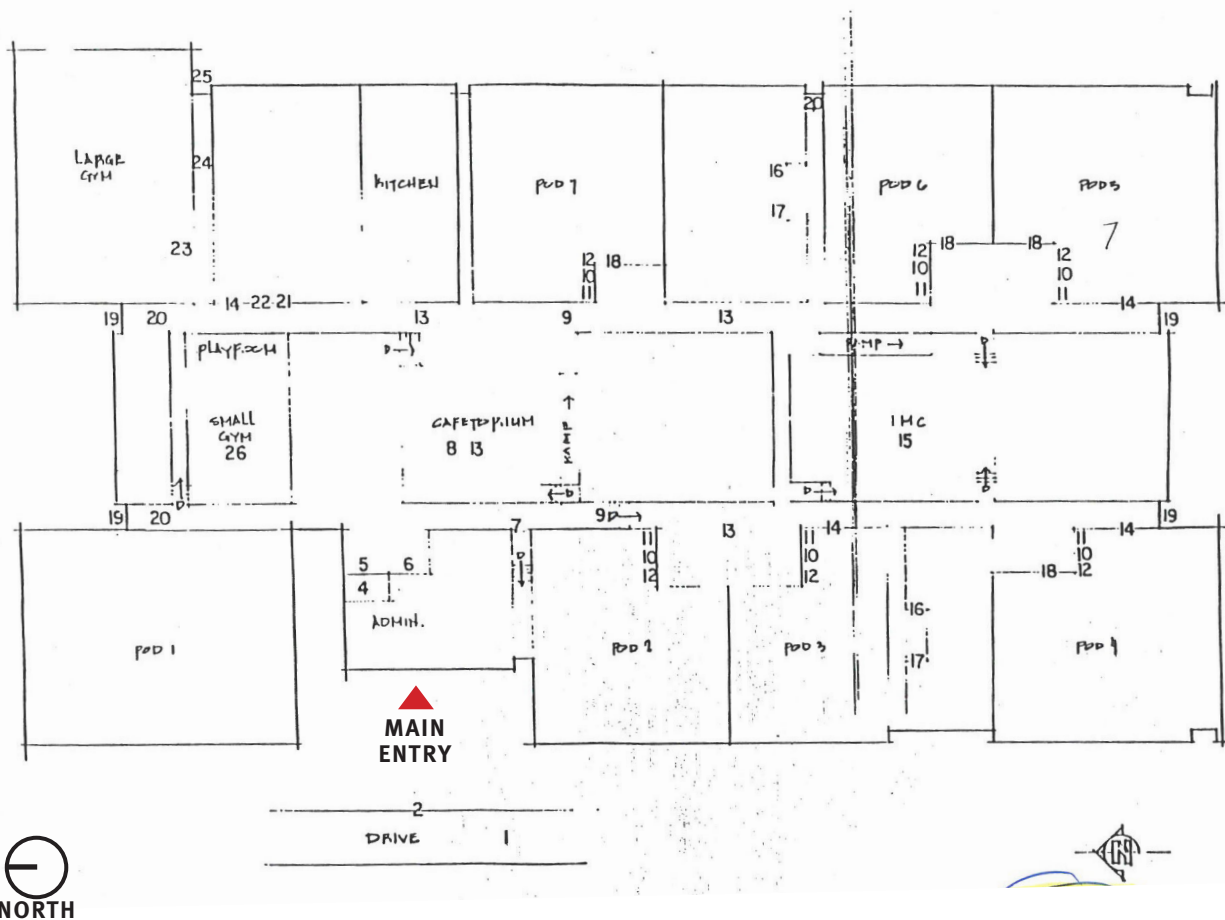 25
20
LARGE
GYM
24
KITCHEN
POD 7
16
17
POD 6
POD 5
7
23
12 18
10
11
12
10
11
18
18
12
10
11
14-22-21
14
19
20
13
9
13
19
PLAYRM
D→
RAMP →
D
SMALL
GYM
26
CAFETORIUM
8 13
RAMP →
IMC
15
D
←D
D→
D
19
20
7
9D→
11
10
12
13
11
10
12
14
14
11
10
12
18
19
5
6
4
D
ADMIN.
POD 1
POD 2
POD 3
16
17
POD 4
MAIN
ENTRY
2
DRIVE
1
NORTH